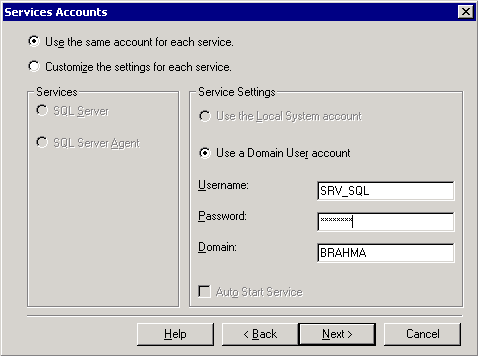 Services Accounts
Use the same account for each service.
Customize the settings for each service.
Services
SQL Server
SQL Server Agent
Service Settings
Use the Local System account
Use a Domain User account
Username:
SRV_SQL
Password:
××××××××
Domain:
BRAHMA
Auto Start Service
Help
< Back
Next >
Cancel